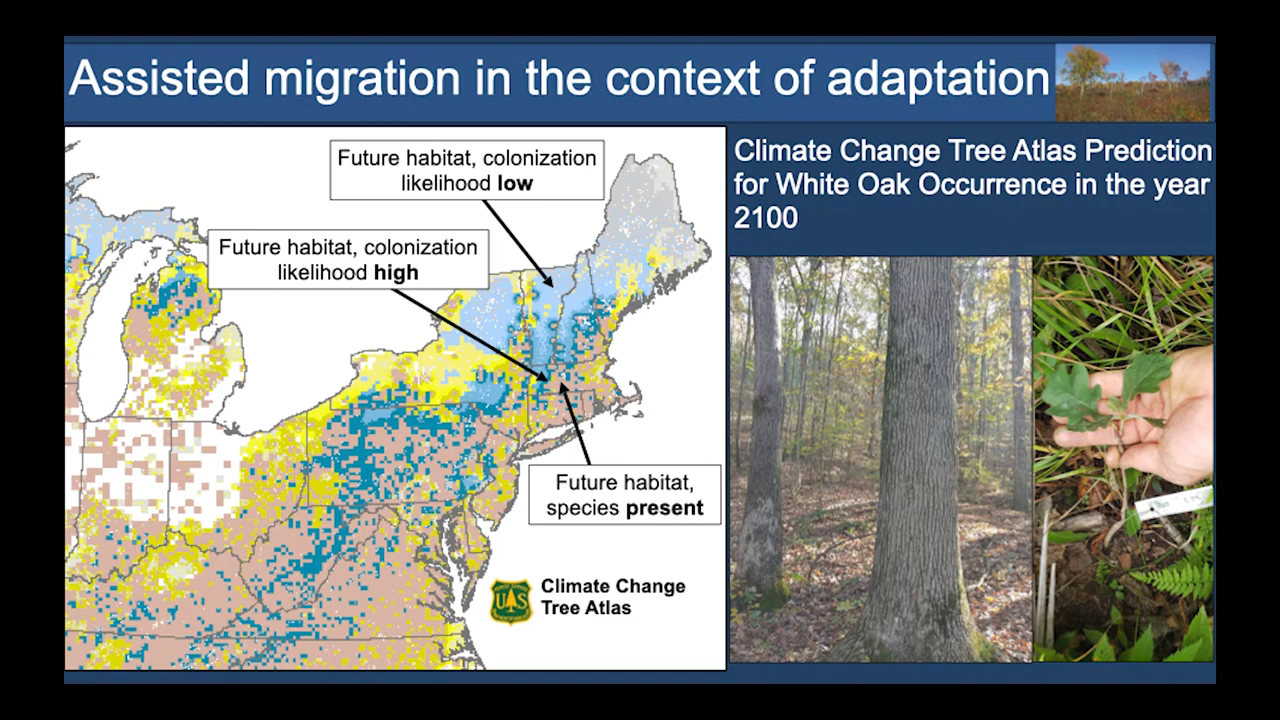 Assisted migration in the context of adaptation
Future habitat, colonization
likelihood low
Future habitat, colonization
likelihood high
Future habitat,
species present
Climate Change
Tree Atlas
U S
Climate Change Tree Atlas Prediction
for White Oak Occurrence in the year
2100